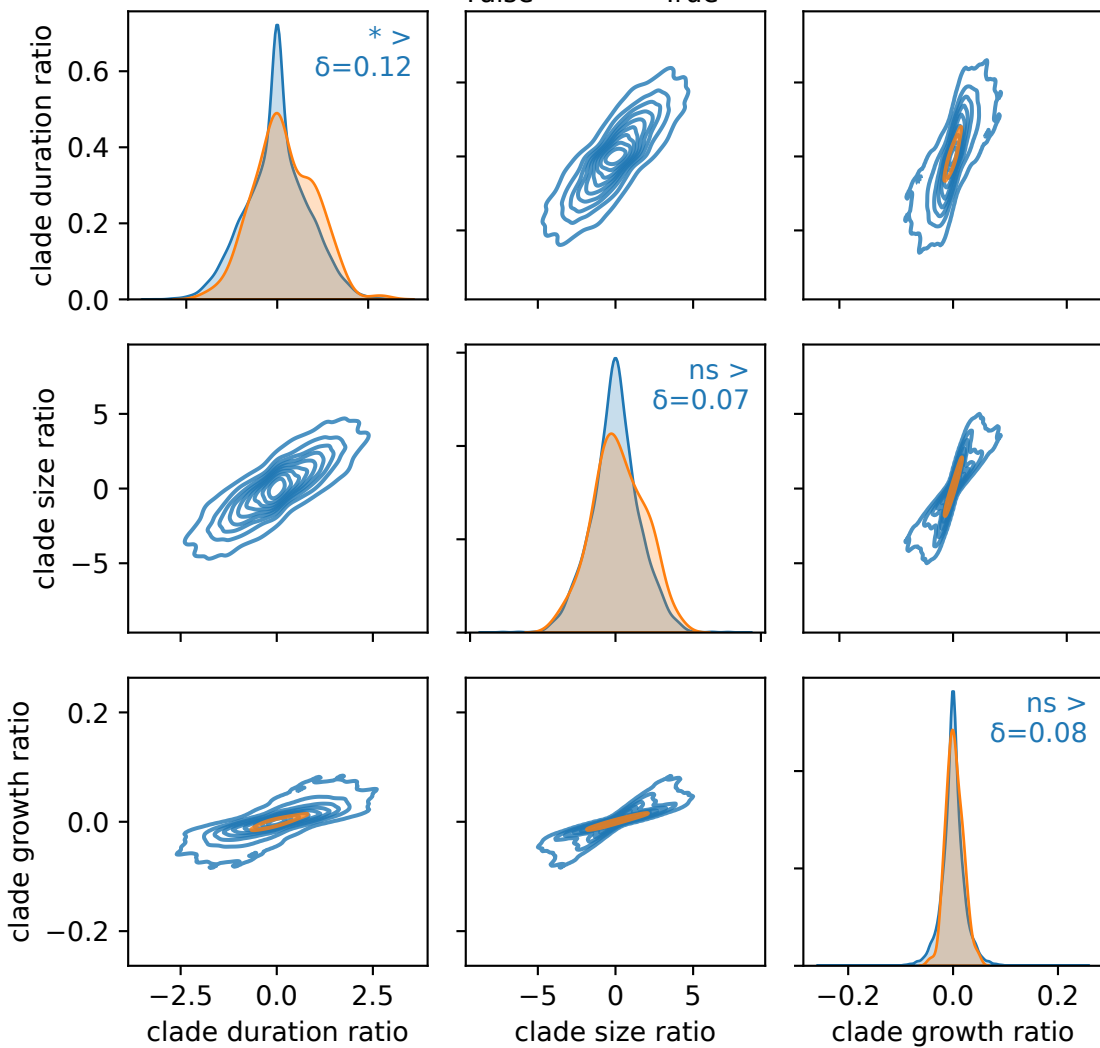 True
clade duration ratio
0.6
0.4
0.2
0.0
* >
δ=0.12
clade size ratio
5
0
−5
ns >
δ=0.07
clade growth ratio
0.2
0.0
−0.2
ns >
δ=0.08
−2.5 0.0 2.5
−5 0 5
−0.2 0.0 0.2
clade duration ratio
clade size ratio
clade growth ratio